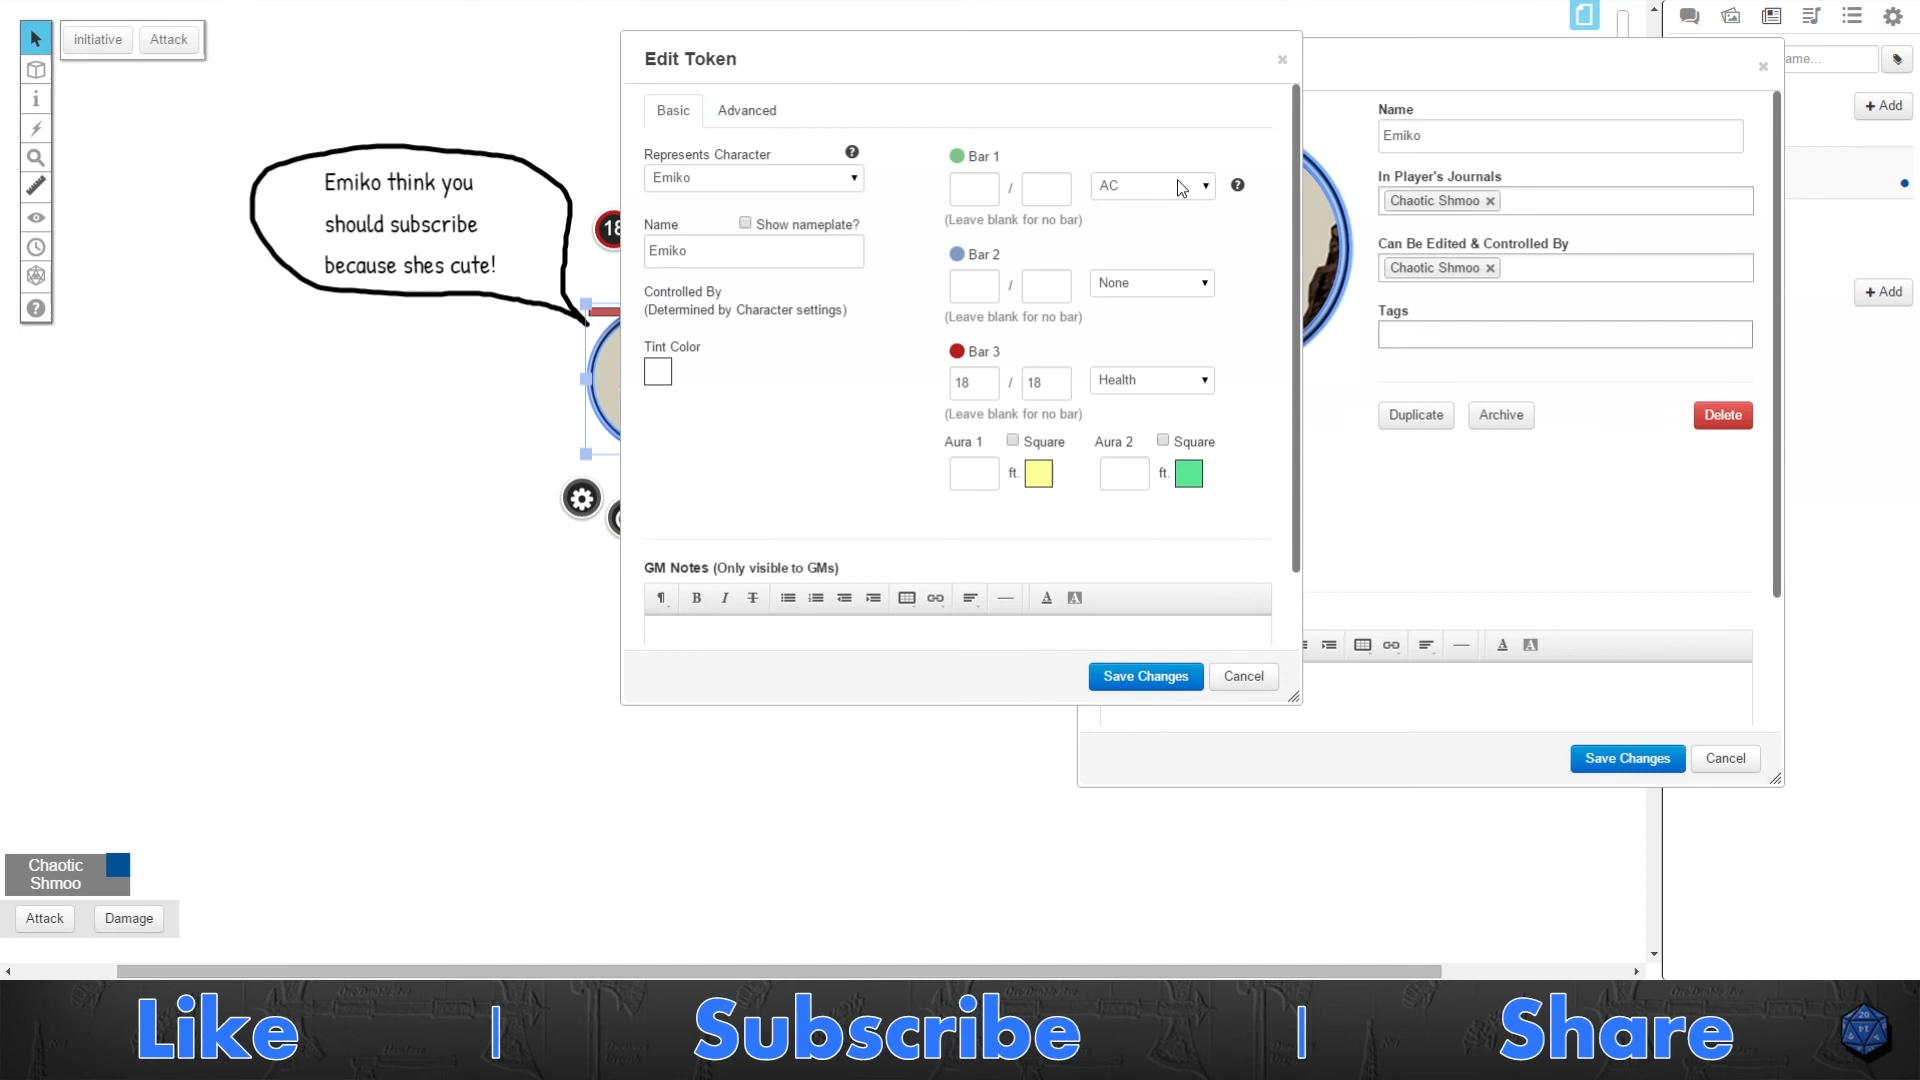 initiative
Attack
Emiko think you
should subscribe
because shes cute!
18
Edit Token
×
Basic
Advanced
Represents Character
?
Emiko
Name
Show nameplate?
Emiko
Controlled By
(Determined by Character settings)
Tint Color
Bar 1
/
AC
?
(Leave blank for no bar)
Bar 2
/
None
(Leave blank for no bar)
Bar 3
18 / 18
Health
(Leave blank for no bar)
Aura 1
Square
Aura 2
Square
ft.
ft.
GM Notes (Only visible to GMs)
¶
B
I
T
A
A
Save Changes
Cancel
×
Name
Emiko
In Player's Journals
Chaotic Shmoo ×
Can Be Edited & Controlled By
Chaotic Shmoo ×
Tags
Duplicate
Archive
Delete
A
A
Save Changes
Cancel
ame...
+ Add
+ Add
Chaotic
Shmoo
Attack
Damage
Like | Subscribe | Share
20